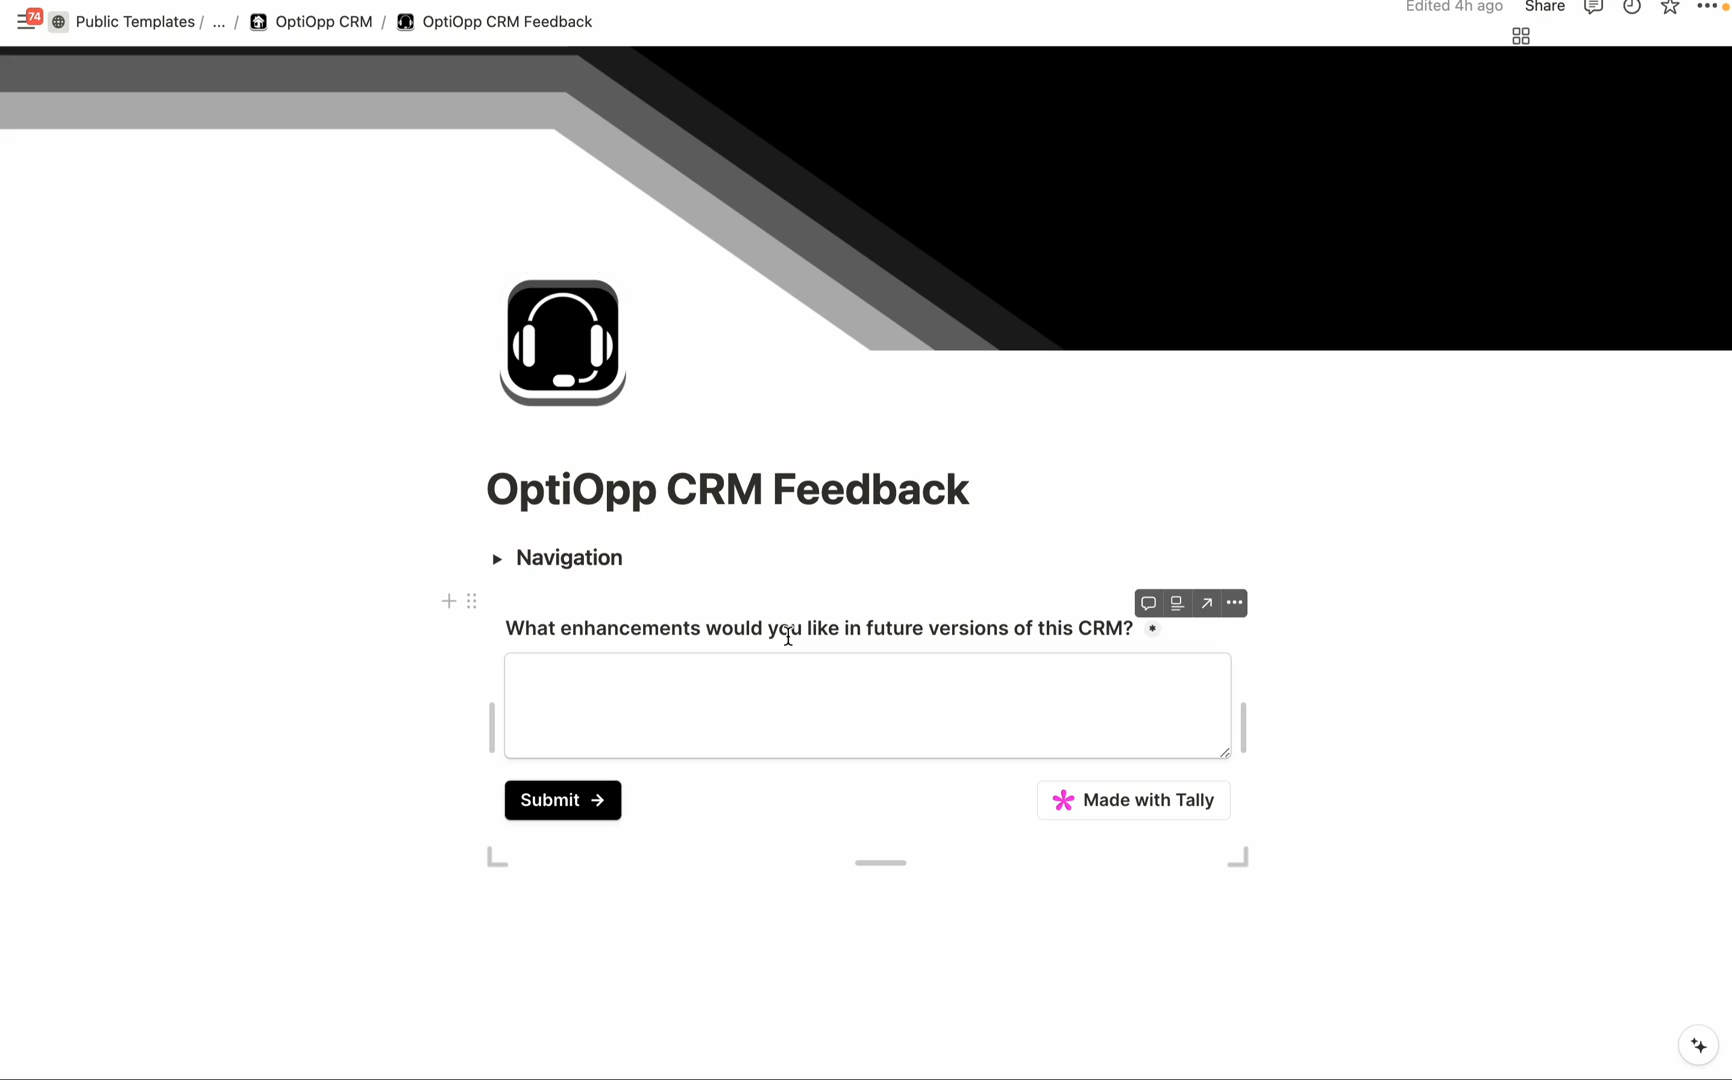 74
Public Templates / ... / OptiOpp CRM / OptiOpp CRM Feedback
Edited 4h ago Share
OptiOpp CRM Feedback
Navigation
What enhancements would you like in future versions of this CRM? *
Submit →
Made with Tally